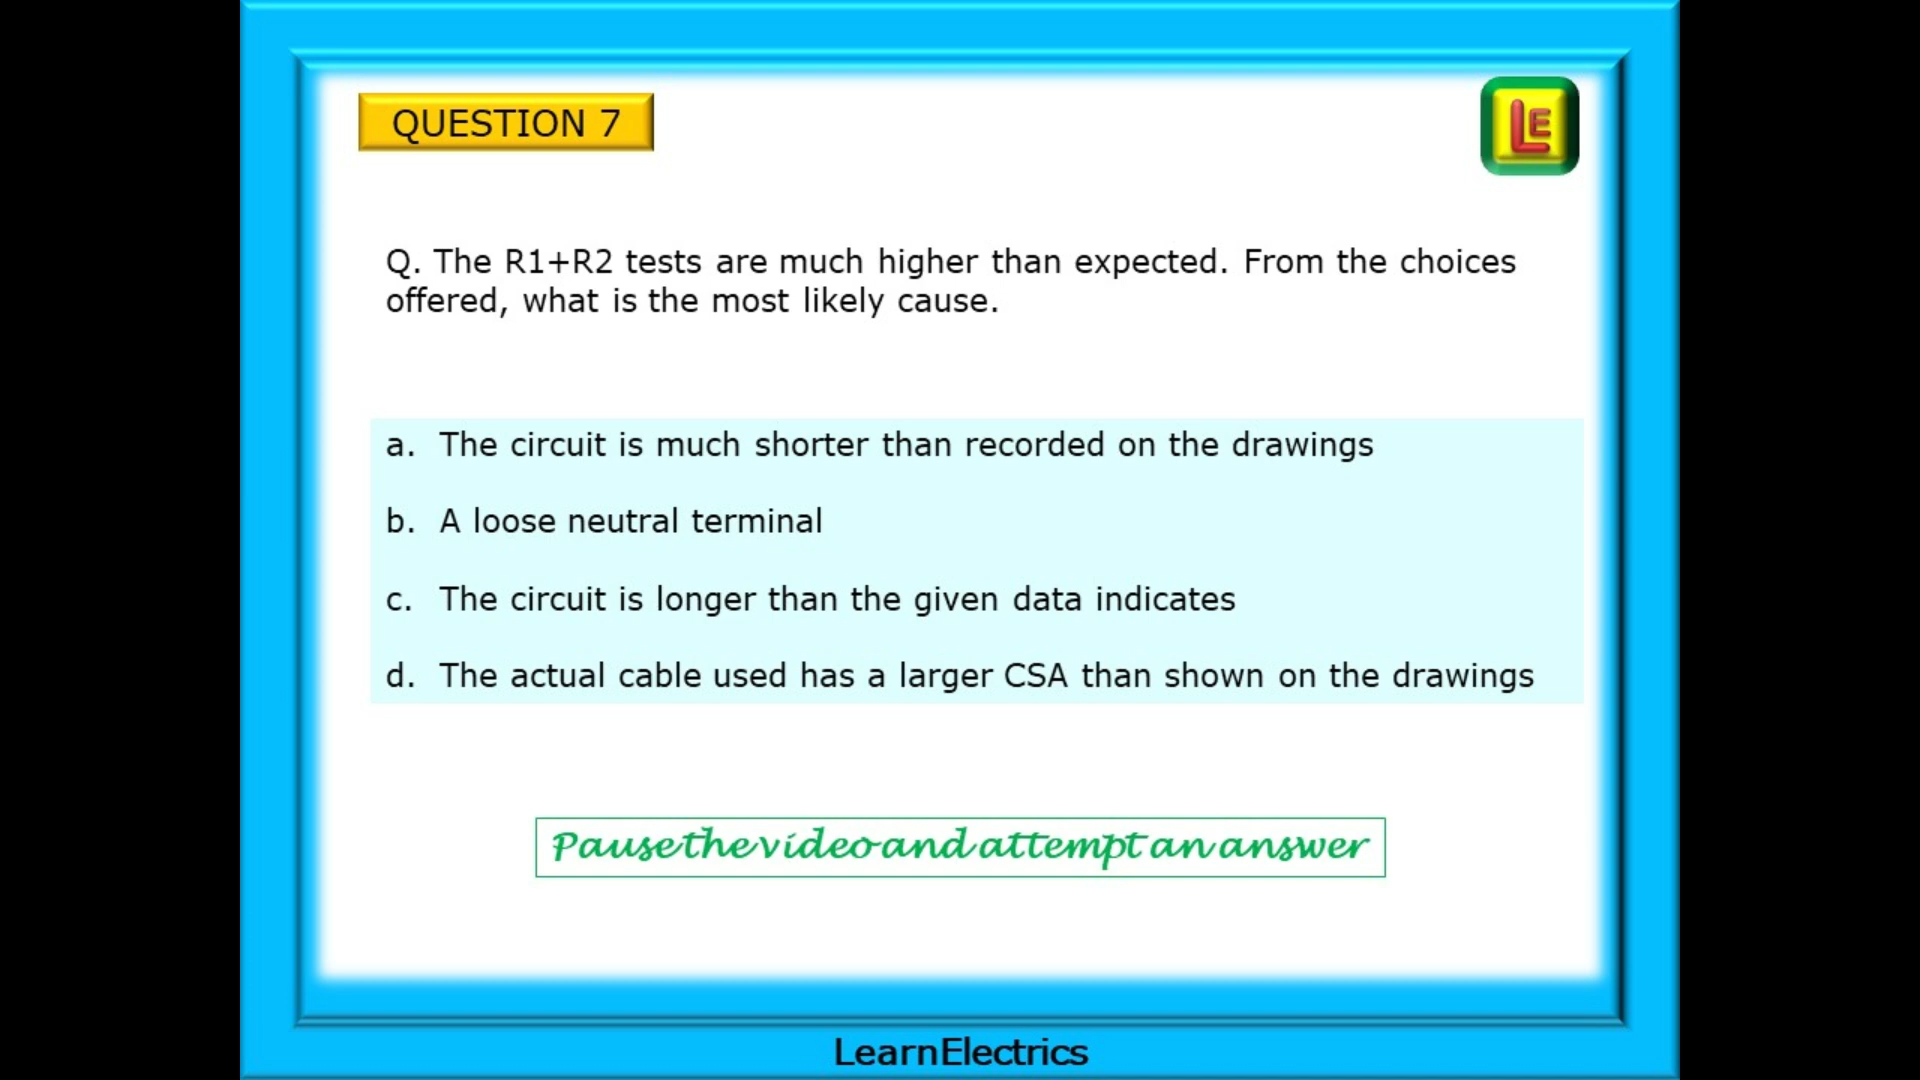 QUESTION 7
LE
Q. The R1+R2 tests are much higher than expected. From the choices
offered, what is the most likely cause.
a. The circuit is much shorter than recorded on the drawings
b. A loose neutral terminal
c. The circuit is longer than the given data indicates
d. The actual cable used has a larger CSA than shown on the drawings
Pause the video and attempt an answer
LearnElectrics